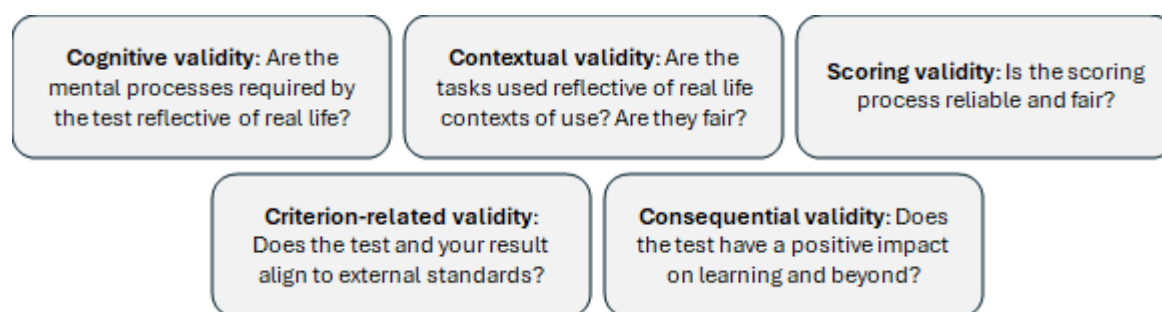 Cognitive validity: Are the
mental processes required by
the test reflective of real life?
Contextual validity: Are the
tasks used reflective of real life
contexts of use? Are they fair?
Scoring validity: Is the scoring
process reliable and fair?
Criterion-related validity:
Does the test and your result
align to external standards?
Consequential validity: Does
the test have a positive impact
on learning and beyond?